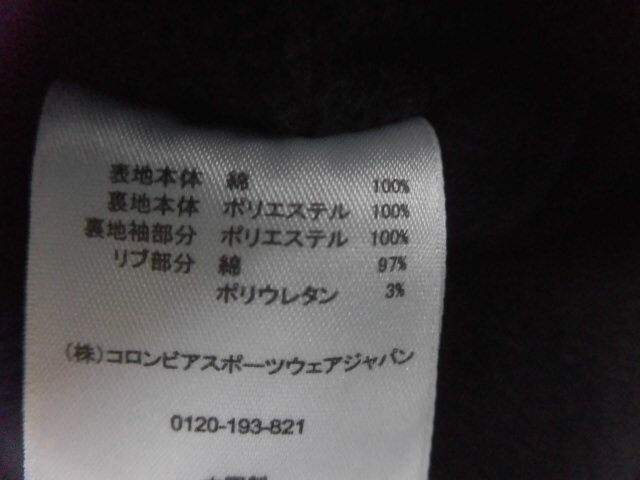 表地本体 綿 100%
裏地本体 ポリエステル 100%
裏地袖部分 ポリエステル 100%
リブ部分 綿 97%
ポリウレタン 3%
(株)コロンビアスポーツウェアジャパン
0120-193-821